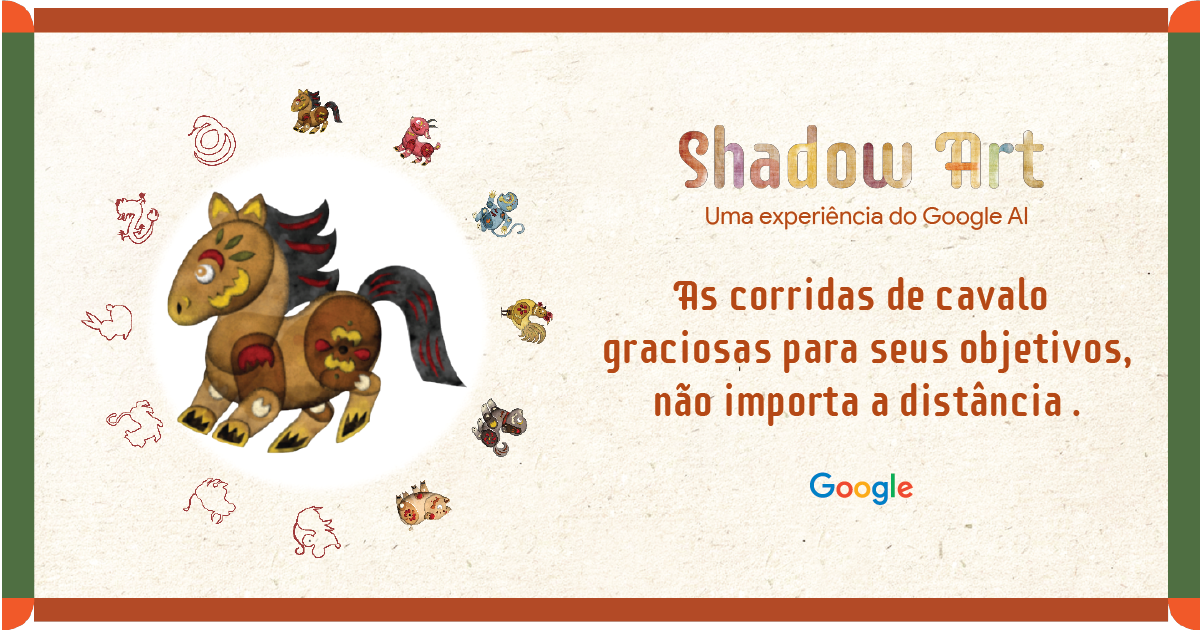 Shadow Art
Uma experiência do Google AI
As corridas de cavalo
graciosas para seus objetivos,
não importa a distância .
Google